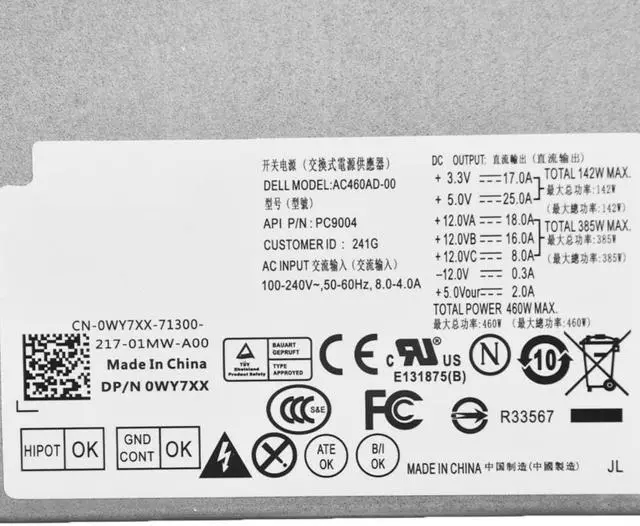 开关电源 (交换式電源供應器)
DELL MODEL:AC460AD-00
型号(型號)
API P/N: PC9004
CUSTOMER ID : 241G
AC INPUT 交流输入 (交流輸入)
100-240V~,50-60Hz, 8.0-4.0A
DC OUTPUT: 直流輸出 (直流输出)
+ 3.3V 17.0A
+ 5.0V 25.0A
TOTAL 142W MAX.
最大总功率:142W
(最大總功率:142W)
+12.0VA 18.0A
+12.0VB 16.0A
+12.0VC 8.0A
TOTAL 385W MAX.
最大总功率:385W
(最大總功率:385W)
-12.0V 0.3A
+5.0Vour 2.0A
TOTAL POWER 460W MAX.
最大总功率:460W (最大總功率:460W)
CN-0WY7XX-71300-
217-01MW-A00
Made In China
DP/N 0WY7XX
TÜV
Rheinland
Product Safety
BAUART
GEPRUFT
TYPE
APPROVED
CE
c RU US
E131875(B)
N
10
CCC S&E
FC
R33567
HIPOT OK
GND
CONT OK
ATE
OK
B/I
OK
MADE IN CHINA 中国制造 (中國製造)
JL